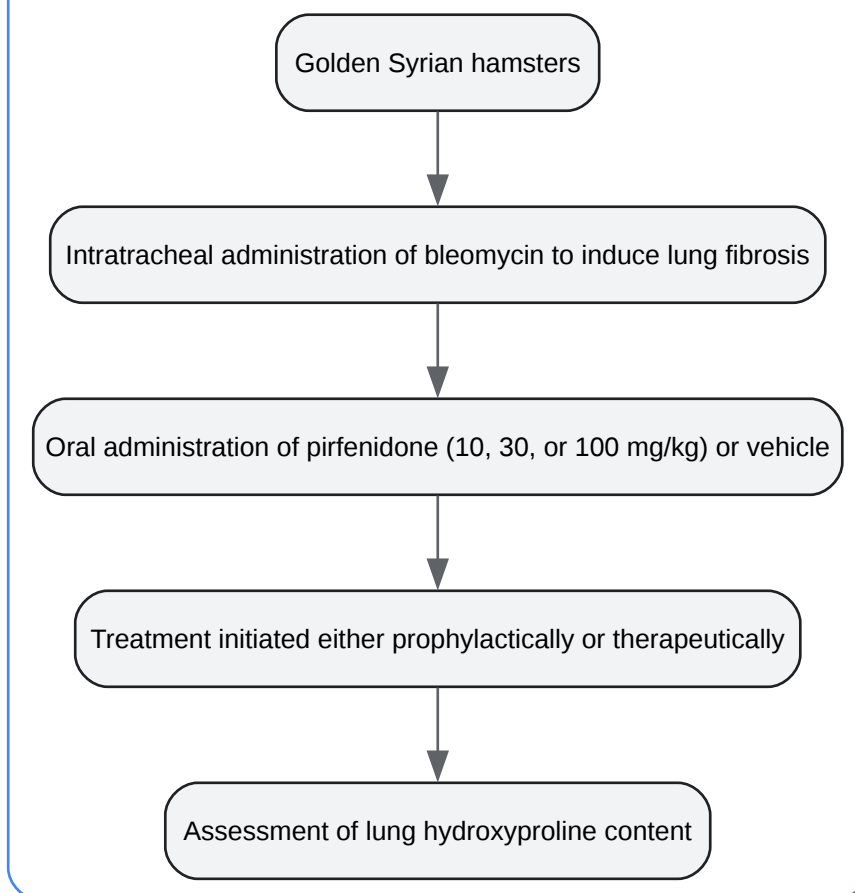 Golden Syrian hamsters
Intratracheal administration of bleomycin to induce lung fibrosis
Oral administration of pirfenidone (10, 30, or 100 mg/kg) or vehicle
Treatment initiated either prophylactically or therapeutically
Assessment of lung hydroxyproline content